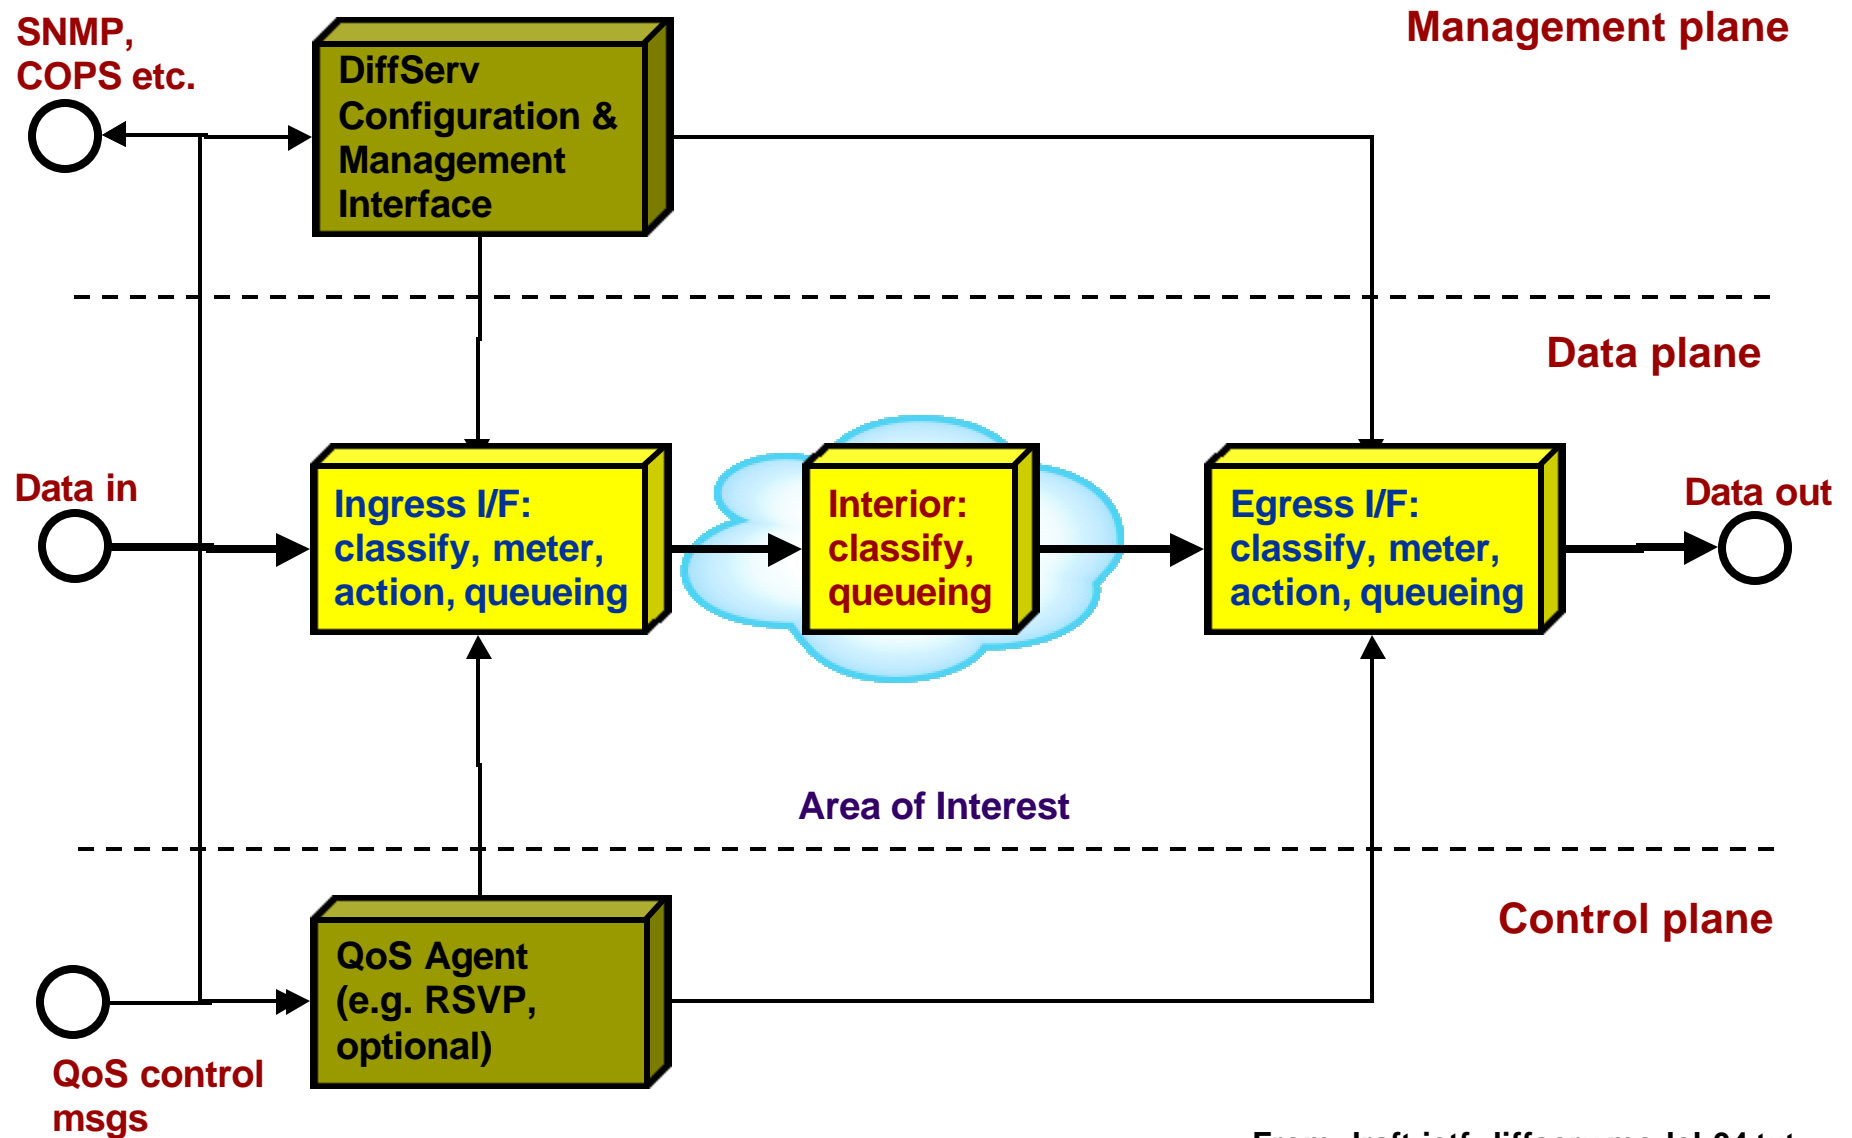 SNMP,
COPS etc.
Management plane
DiffServ
Configuration &
Management
Interface
Data plane
Data in
Ingress I/F:
classify, meter,
action, queueing
Interior:
classify,
queueing
Egress I/F:
classify, meter,
action, queueing
Data out
Area of Interest
Control plane
QoS Agent
(e.g. RSVP,
optional)
QoS control
msgs